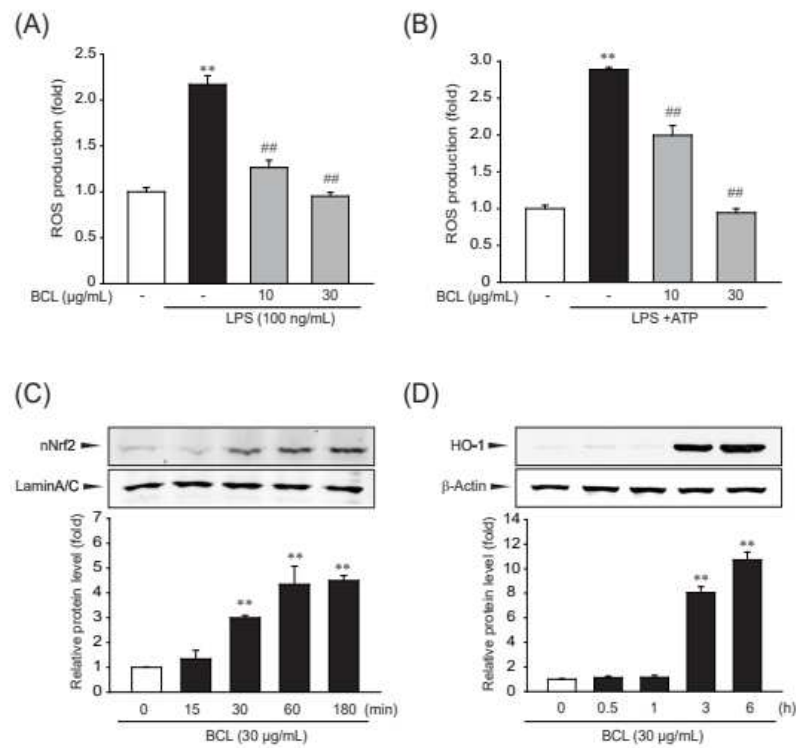 (A)
ROS production (fold)
2.5
2.0
1.5
1.0
0.5
0
**
##
##
BCL (μg/mL) - - 10 30
LPS (100 ng/mL)
(B)
ROS production (fold)
3.0
2.5
2.0
1.5
1.0
0.5
0
**
##
##
BCL (μg/mL) - - 10 30
LPS +ATP
(C)
nNrf2
LaminA/C
Relative protein level (fold)
7
6
5
4
3
2
1
0
**
**
**
0 15 30 60 180 (min)
BCL (30 μg/mL)
(D)
HO-1
β-Actin
Relative protein level (fold)
14
12
10
8
6
4
2
0
**
**
0 0.5 1 3 6 (h)
BCL (30 μg/mL)